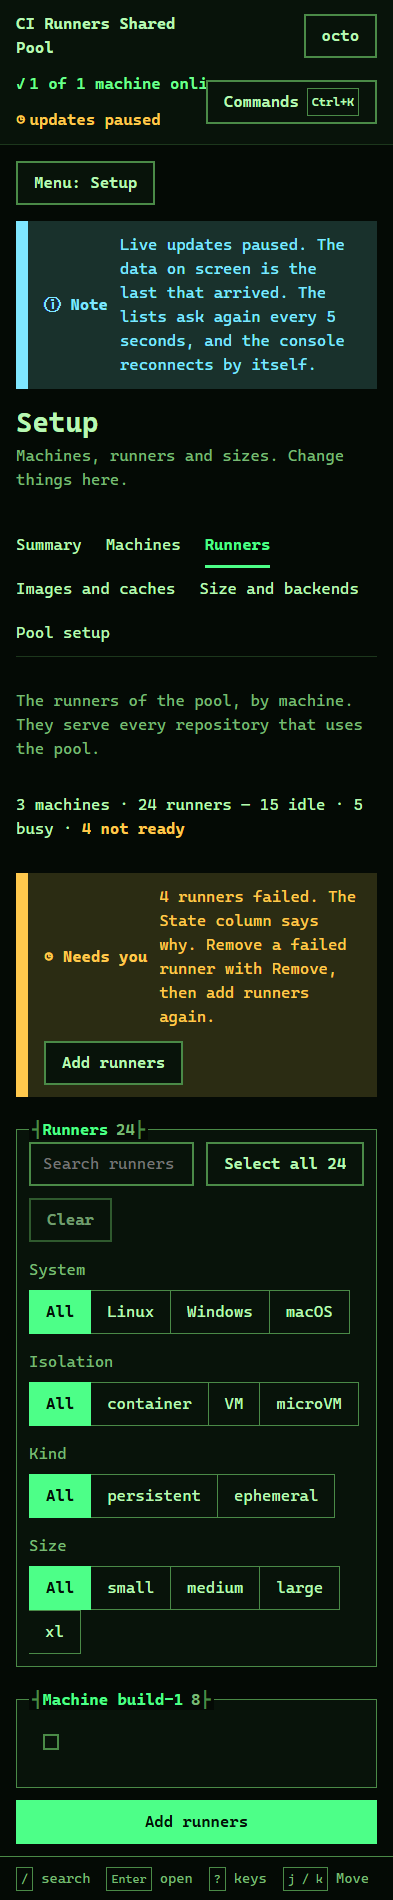 CI Runners Shared
Pool
octo
√ 1 of 1 machine onli
Commands Ctrl+K
updates paused
Menu: Setup
Live updates paused. The
data on screen is the
last that arrived. The
ⓘ Note
lists ask again every 5
seconds, and the console
reconnects by itself.
Setup
Machines, runners and sizes. Change
things here.
Summary Machines Runners
Images and caches Size and backends
Pool setup
The runners of the pool, by machine.
They serve every repository that uses
the pool.
3 machines · 24 runners — 15 idle · 5
busy · 4 not ready
4 runners failed. The
State column says
why. Remove a failed
Needs you
runner with Remove,
then add runners
again.
Add runners
Runners 24
Search runners Select all 24
Clear
System
All Linux Windows macOS
Isolation
All container VM microVM
Kind
All persistent ephemeral
Size
All small medium large
xl
Machine build-1 8
Add runners
/ search Enter open ? keys j / k Move